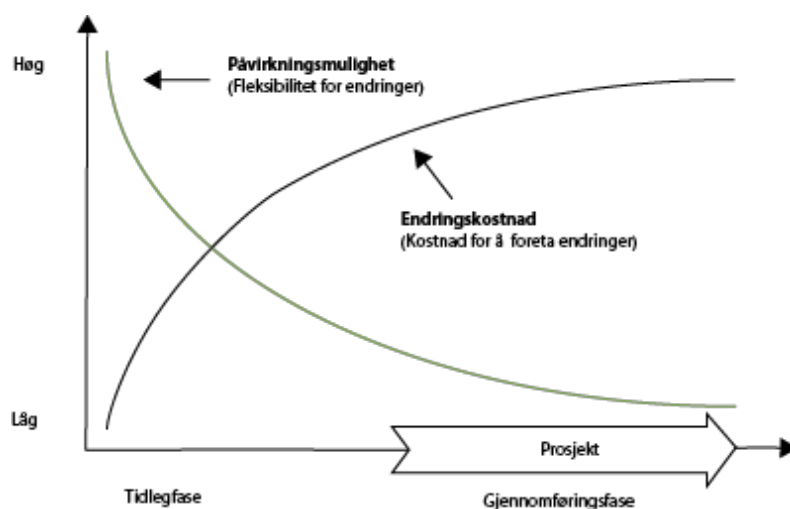 Høg
Påvirkningsmulighet
(Fleksibilitet for endringer)
Endringskostnad
(Kostnad for å foreta endringer)
Låg
Prosjekt
Tidlegfase
Gjennomføringsfase